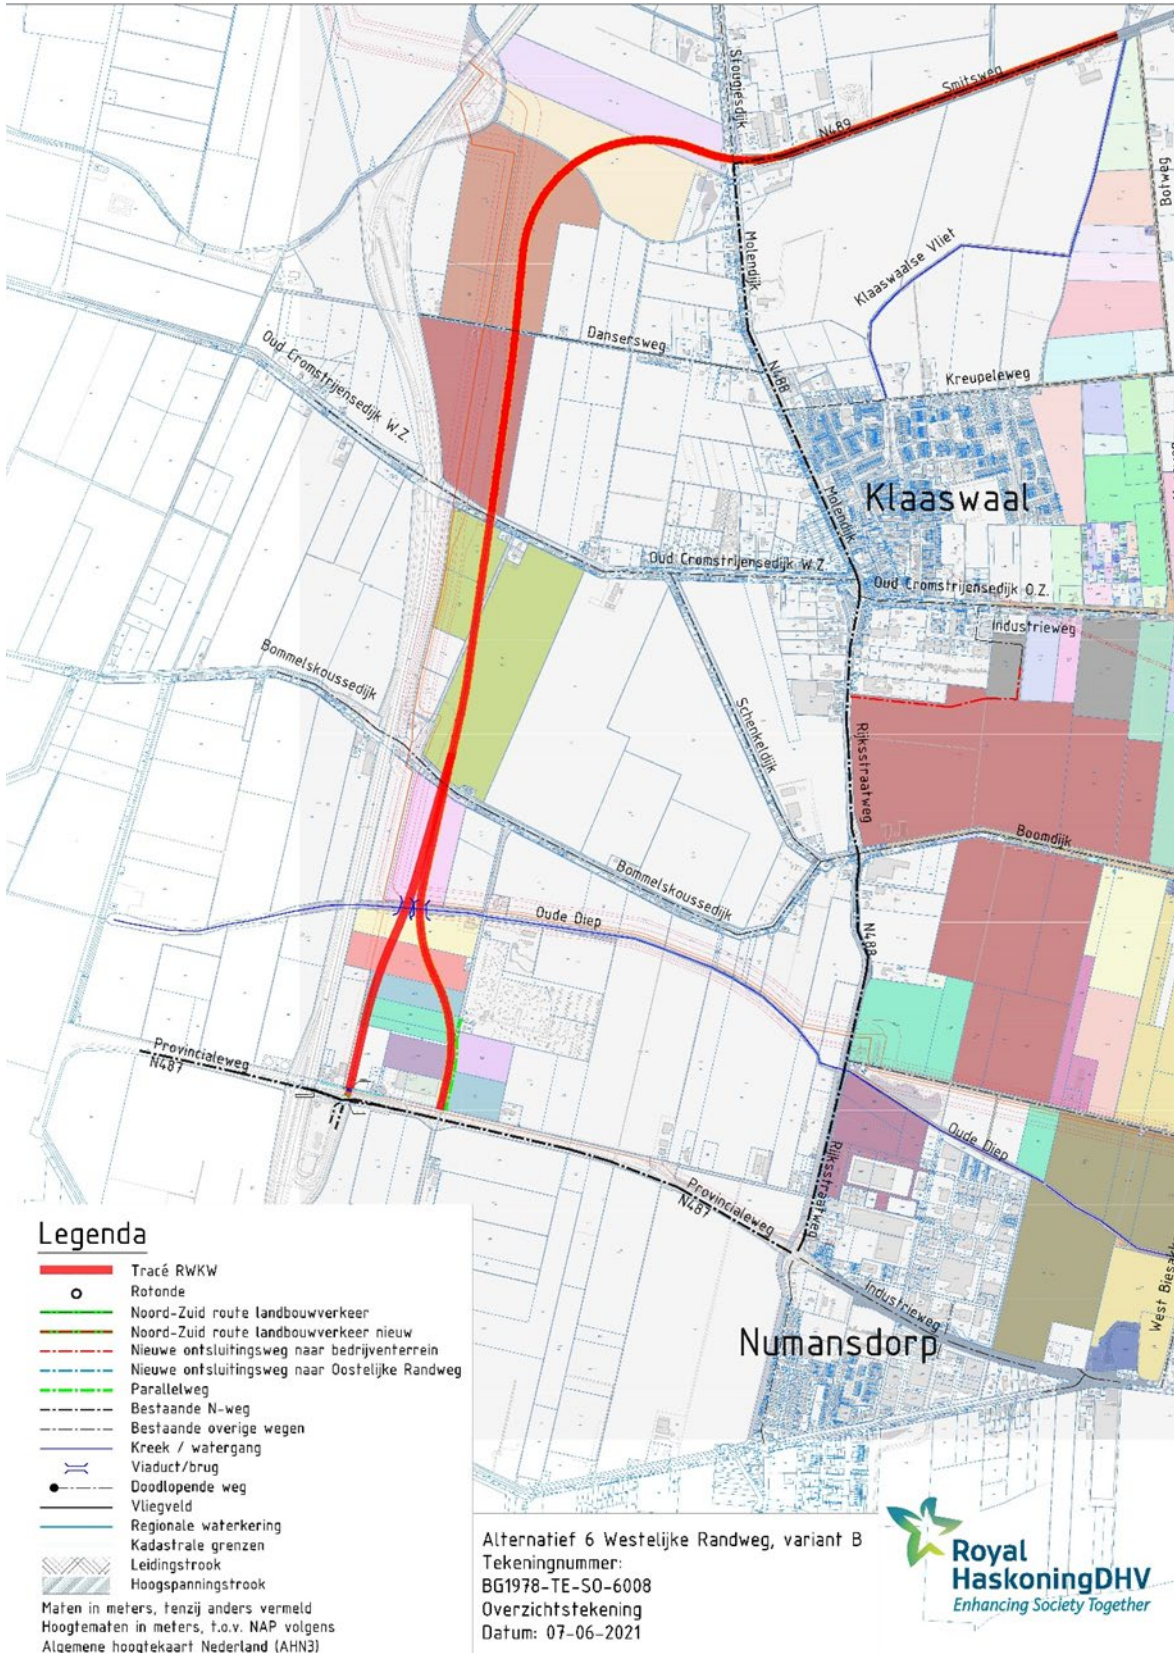 Stougjesdijk
Smitsweg
N489
Botweg
Molendijk
Klaaswaalse Vliet
Dansersweg
N488
Kreupeleweg
Oud Cromstrijensedijk W.Z.
Klaaswaal
Molendijk
Oud Cromstrijensedijk W.Z.
Oud Cromstrijensedijk O.Z.
Industrieweg
Bommelskoussedijk
Schenkeldijk
Rijksstraatweg
Boomdijk
Bommelskoussedijk
Oude Diep
N488
Provincialeweg
N487
Oude Diep
Rijksstraatweg
Provincialeweg
N487
Industrieweg
Numansdorp
Legenda
Tracé RWKW
Rotonde
Noord-Zuid route landbouwverkeer
Noord-Zuid route landbouwverkeer nieuw
Nieuwe ontsluitingsweg naar bedrijventerrein
Nieuwe ontsluitingsweg naar Oostelijke Randweg
Parallelweg
Bestaande N-weg
Bestaande overige wegen
Kreek / watergang
Viaduct/brug
Doodlopende weg
Vliegveld
Regionale waterkering
Kadastrale grenzen
Leidingstrook
Hoogspanningstrook
Maten in meters, tenzij anders vermeld
Hoogtematen in meters, t.o.v. NAP volgens
Algemene hoogtekaart Nederland (AHN3)
Alternatief 6 Westelijke Randweg, variant B
Tekeningnummer:
BG1978-TE-SO-6008
Overzichtstekening
Datum: 07-06-2021
Royal
HaskoningDHV
Enhancing Society Together